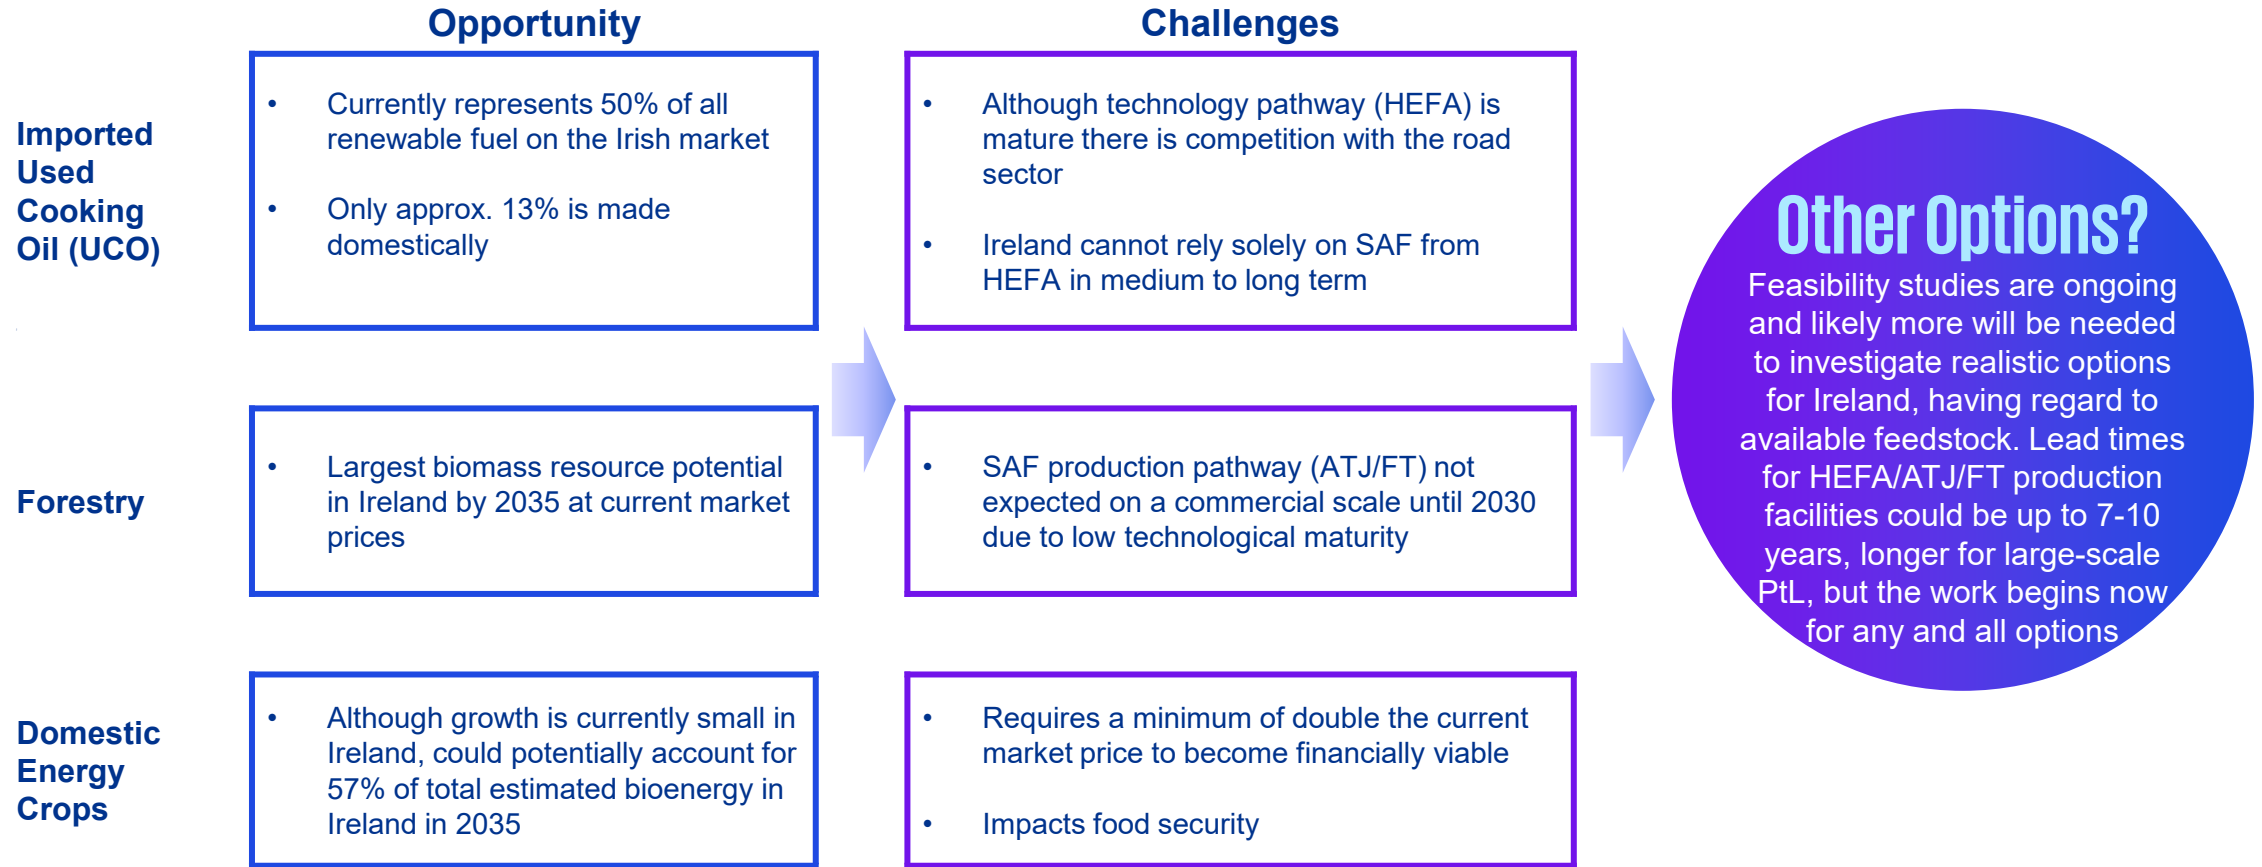 Opportunity
Challenges
Imported
Used
Cooking
Oil (UCO)
• Currently represents 50% of all
renewable fuel on the Irish market
• Only approx. 13% is made
domestically
• Although technology pathway (HEFA) is
mature there is competition with the road
sector
• Ireland cannot rely solely on SAF from
HEFA in medium to long term
Forestry
• Largest biomass resource potential
in Ireland by 2035 at current market
prices
• SAF production pathway (ATJ/FT) not
expected on a commercial scale until 2030
due to low technological maturity
Domestic
Energy
Crops
• Although growth is currently small in
Ireland, could potentially account for
57% of total estimated bioenergy in
Ireland in 2035
• Requires a minimum of double the current
market price to become financially viable
• Impacts food security
Other Options?
Feasibility studies are ongoing
and likely more will be needed
to investigate realistic options
for Ireland, having regard to
available feedstock. Lead times
for HEFA/ATJ/FT production
facilities could be up to 7-10
years, longer for large-scale
PtL, but the work begins now
for any and all options